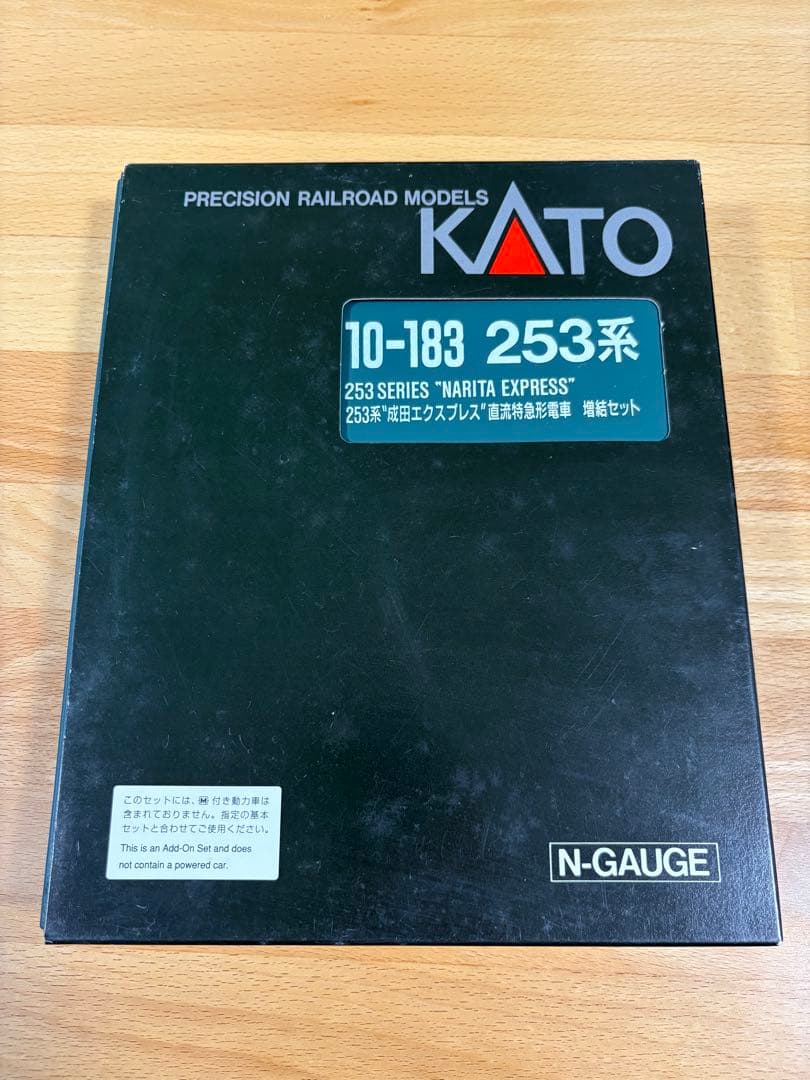 PRECISION RAILROAD MODELS
KATO
10-183 253系
253 SERIES "NARITA EXPRESS"
253系"成田エクスプレス"直流特急形電車 増結セット
このセットには、M付き動力車は
含まれておりません。指定の基本
セットと合わせてご使用ください。
This is an Add-On Set and does
not contain a powered car.
N-GAUGE